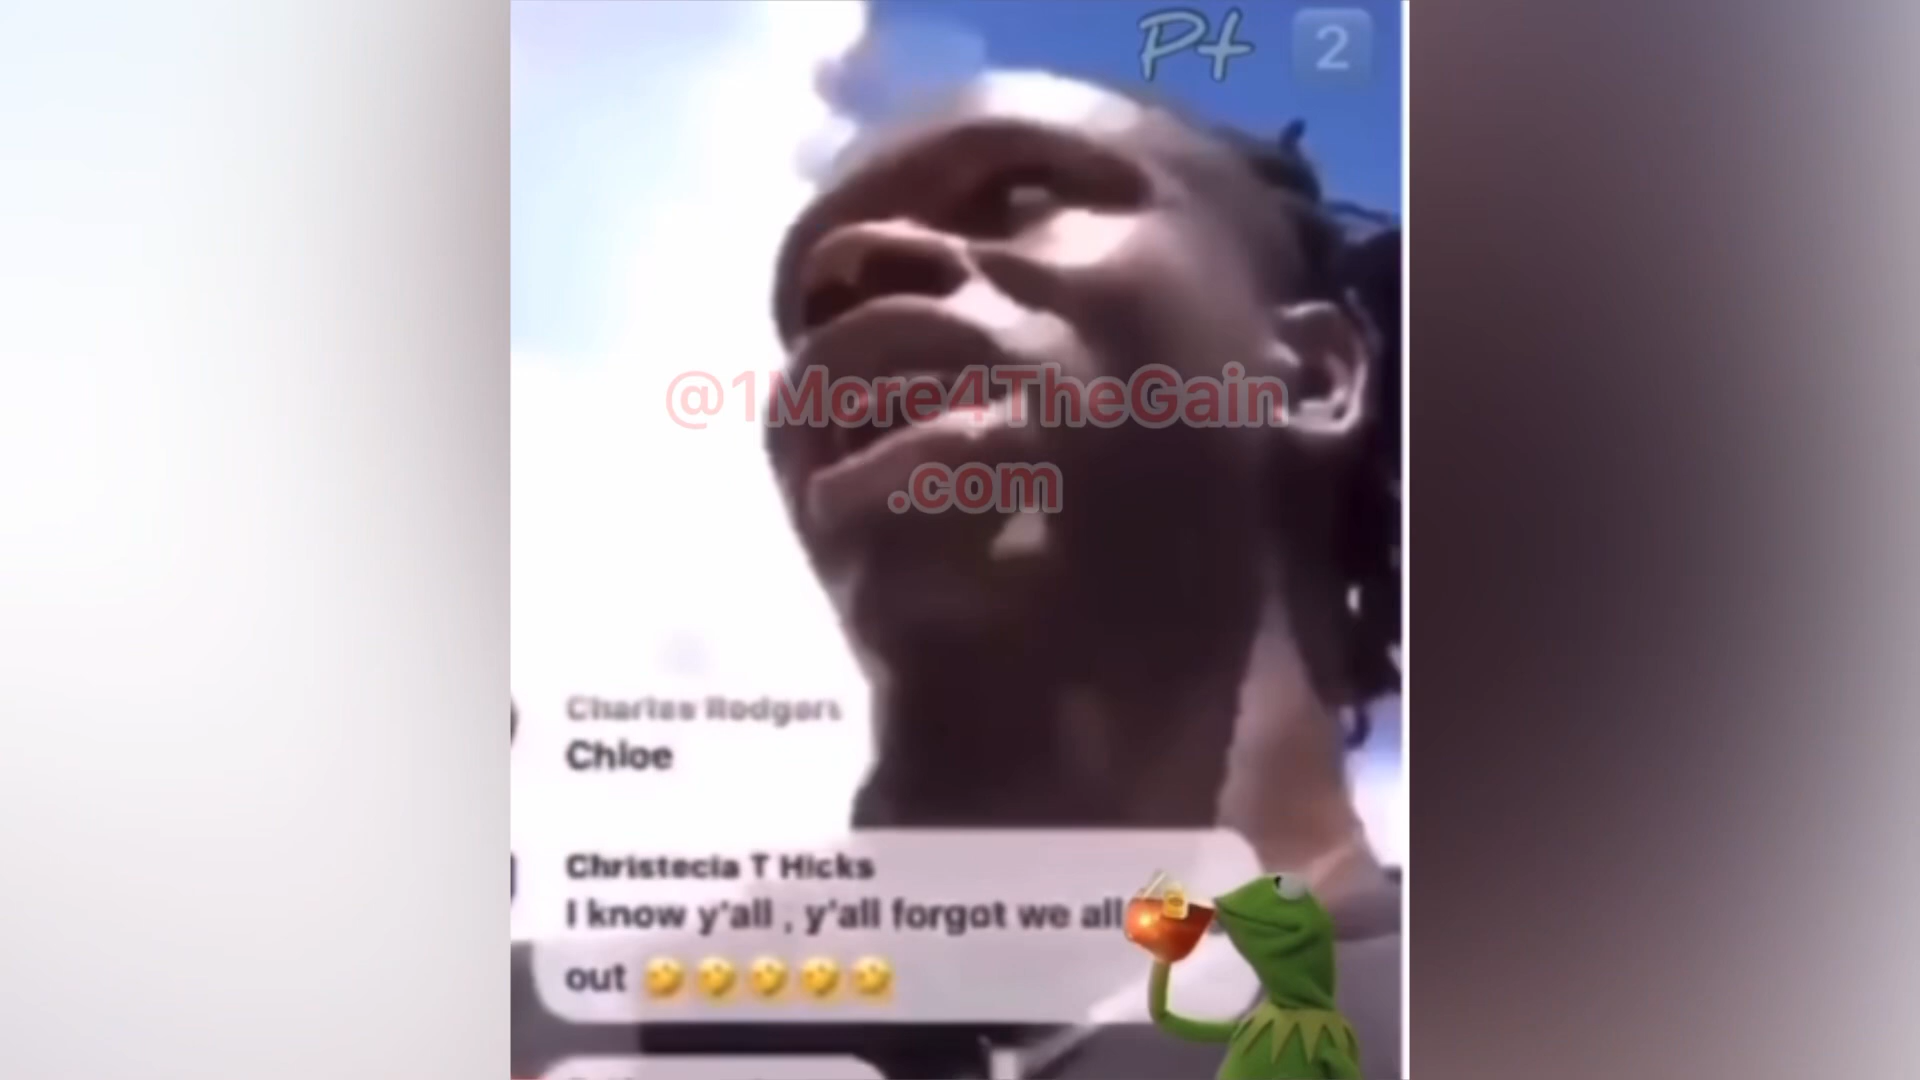 Pt 2
@1More4TheGain
.com
Charles Rodgers
Chloe
Christecia T Hicks
I know y'all , y'all forgot we all
out 🤣🤣🤣🤣🤣